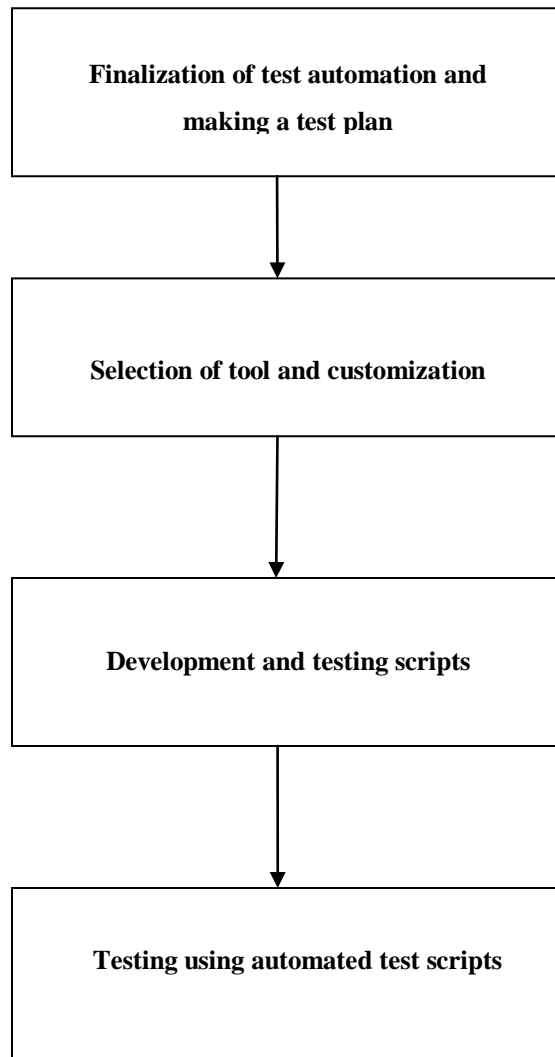 Finalization of test automation and
making a test plan
Selection of tool and customization
Development and testing scripts
Testing using automated test scripts